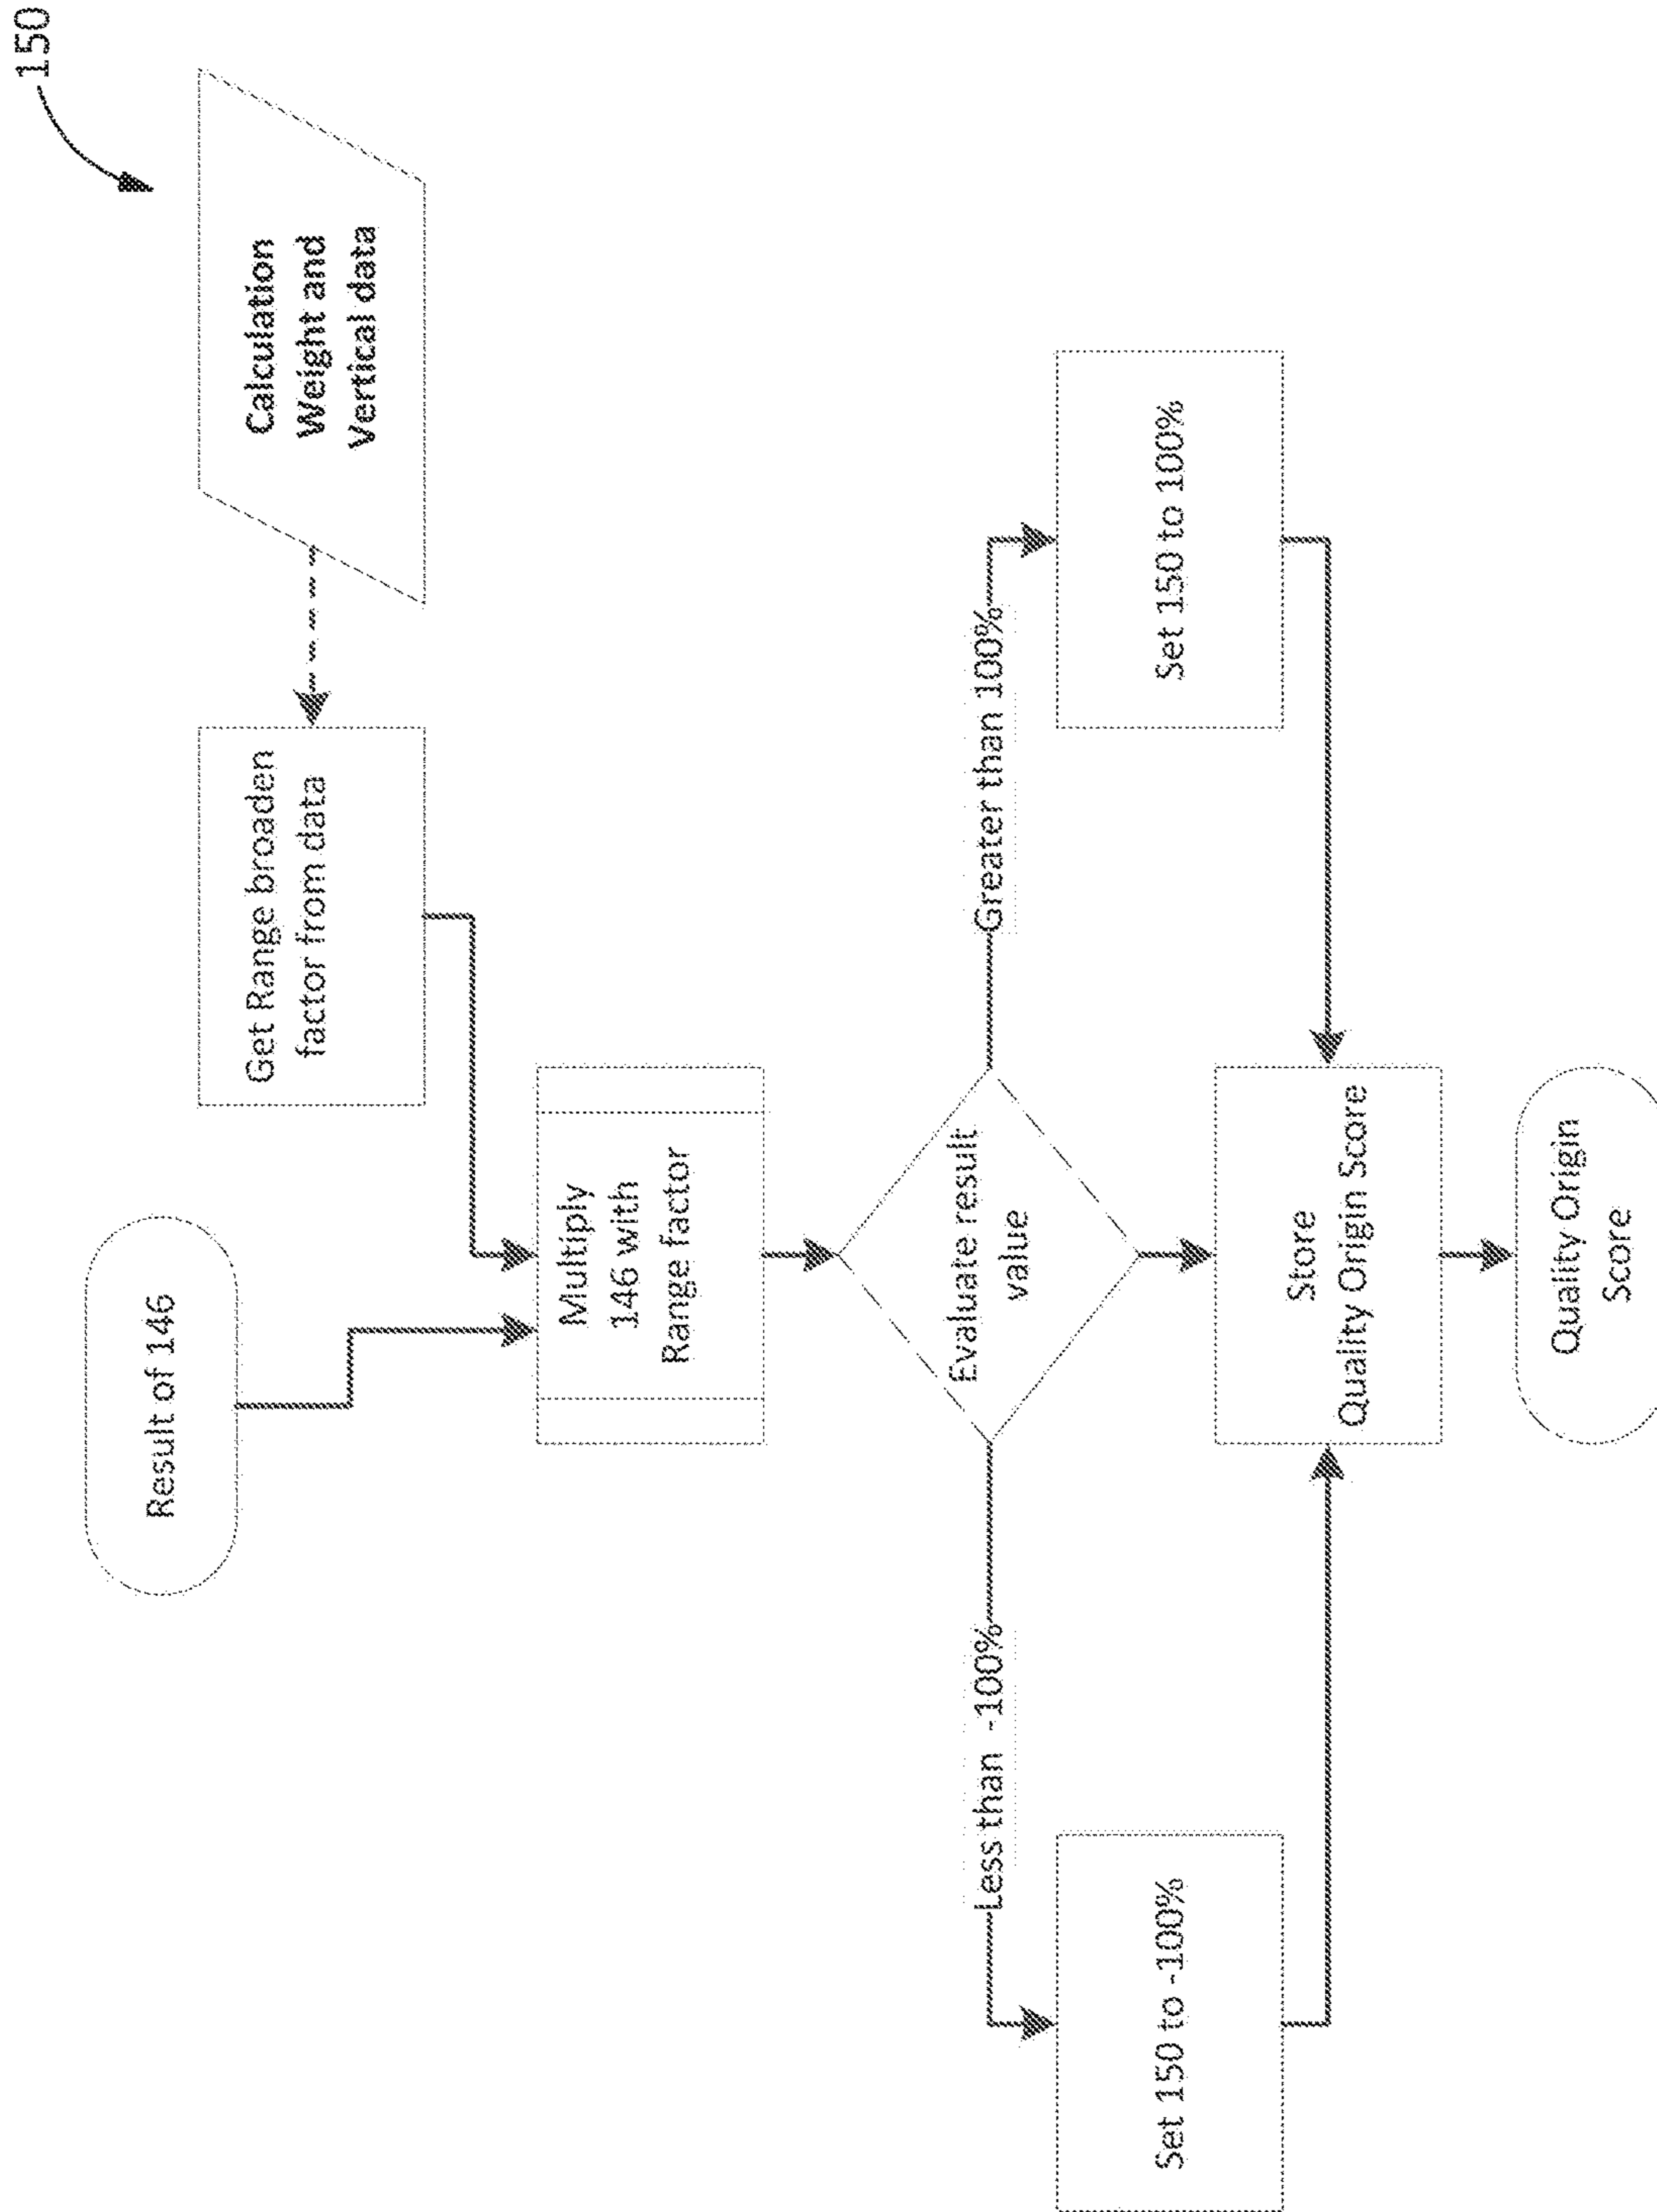 150
Result of 146
Calculation
Weight and
Vertical data
Get Range broaden
factor from data
Multiply
146 with
Range factor
Evaluate result
value
Less than -100%
Greater than 100%
Set 150 to -100%
Set 150 to 100%
Store
Quality Origin Score
Quality Origin
Score